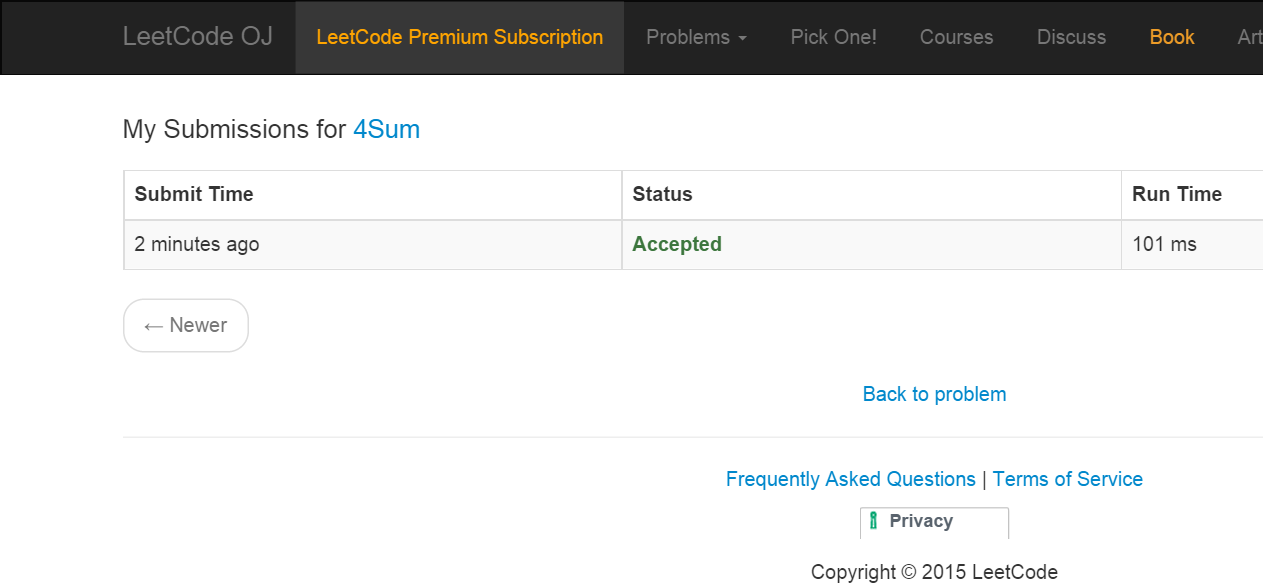 LeetCode OJ LeetCode Premium Subscription Problems Pick One! Courses Discuss Book Art
My Submissions for 4Sum
Submit Time Status Run Time
2 minutes ago Accepted 101 ms
← Newer
Back to problem
Frequently Asked Questions | Terms of Service
Privacy
Copyright © 2015 LeetCode